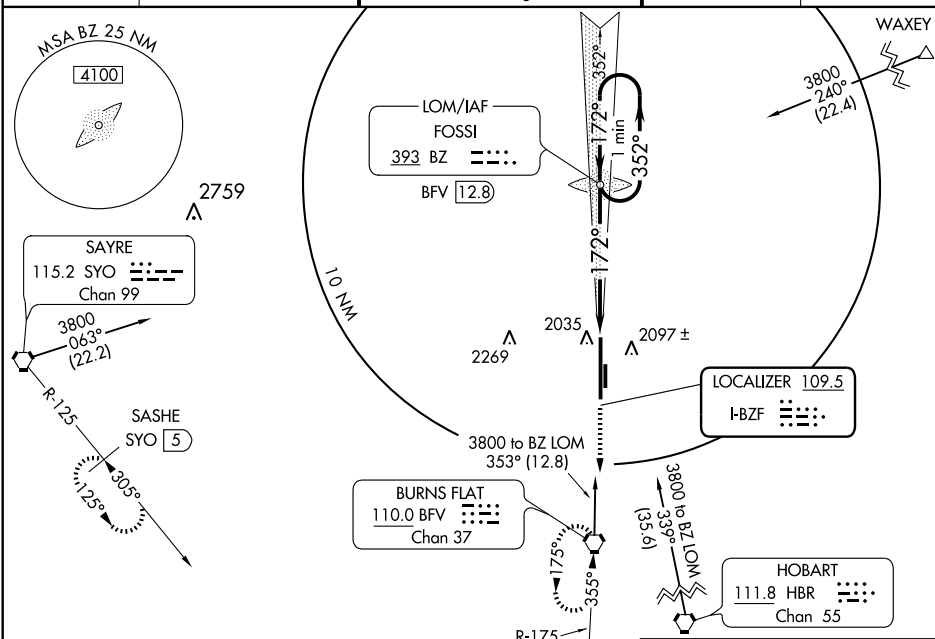 MSA BZ 25 NM
4100
2759
SAYRE
115.2 SYO
Chan 99
3800
063°
(22.2)
R-125
SASHE
SYO 5
305°
125°
LOM/IAF
FOSSI
393 BZ
BFV 12.8
352°
172°
1 min
352°
172°
WAXEY
3800
240°
(22.4)
10 NM
2269
2035
2097 ±
LOCALIZER 109.5
I-BZF
3800 to BZ LOM
353° (12.8)
BURNS FLAT
110.0 BFV
Chan 37
175°
355°
R-175
3800 to BZ LOM
339°
(35.6)
HOBART
111.8 HBR
Chan 55